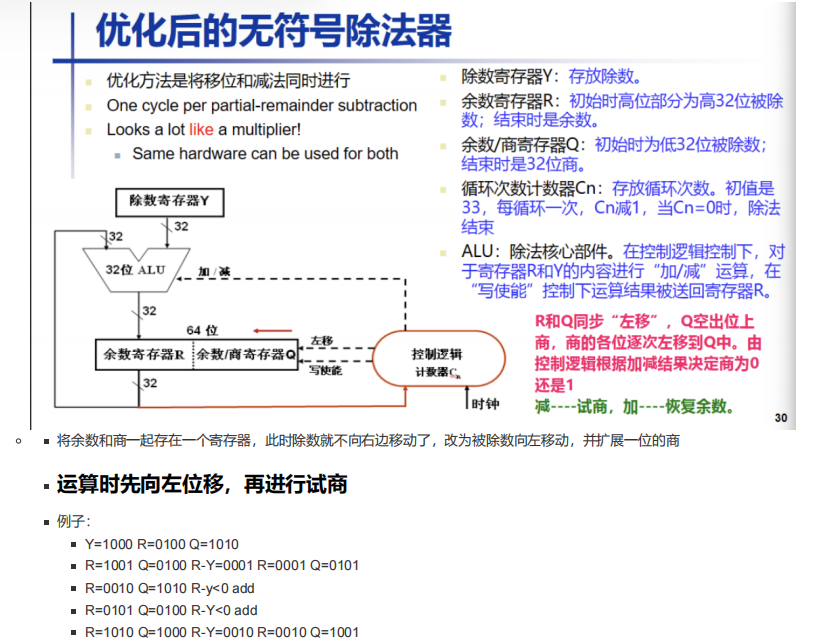 优化后的无符号除法器
优化方法是将移位和减法同时进行
One cycle per partial-remainder subtraction
Looks a lot like a multiplier!
Same hardware can be used for both
除数寄存器Y：存放除数。
余数寄存器R：初始时高位部分为高32位被除
数；结束时是余数。
余数/商寄存器Q：初始时为低32位被除数；
结束时是32位商。
循环次数计数器Cn：存放循环次数。初值是
33，每循环一次，Cn减1，当Cn=0时，除法
结束
ALU：除法核心部件。在控制逻辑控制下，对
于寄存器R和Y的内容进行“加/减”运算，在
“写使能”控制下运算结果被送回寄存器R。
除数寄存器Y
32
32
32位 ALU
加/减
32
64 位
余数寄存器R
余数/商寄存器Q
左移
写使能
控制逻辑
计数器Cn
32
时钟
R和Q同步“左移”，Q空出位上
商，商的各位逐次左移到Q中。由
控制逻辑根据加减结果决定商为0
还是1
减----试商，加----恢复余数。
30
将余数和商一起存在一个寄存器，此时除数就不向右边移动了，改为被除数向左移动，并扩展一位的商
运算时先向左位移，再进行试商
例子：
Y=1000 R=0100 Q=1010
R=1001 Q=0100 R-Y=0001 R=0001 Q=0101
R=0010 Q=1010 R-y<0 add
R=0101 Q=0100 R-Y<0 add
R=1010 Q=1000 R-Y=0010 R=0010 Q=1001